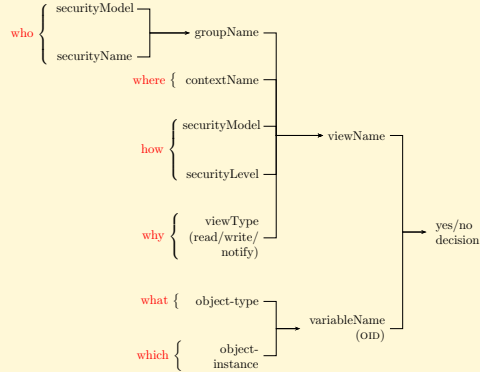 securityModel
who
securityName
groupName
where { contextName
securityModel
how
securityLevel
viewName
viewType
why (read/write/
notify)
yes/no
decision
what { object-type
variableName
(OID)
which object-
instance